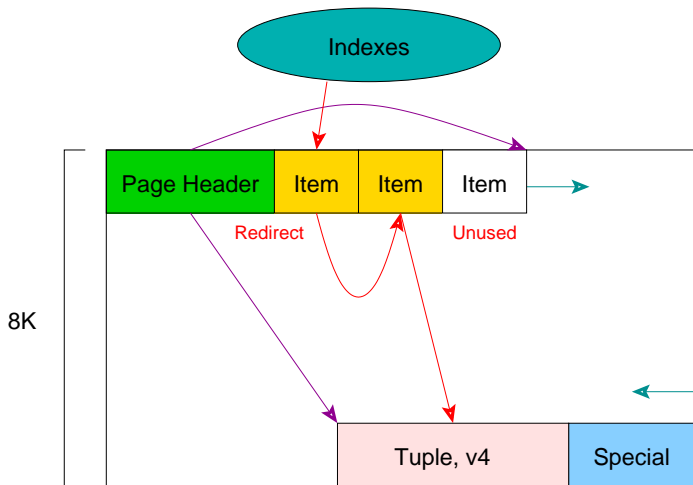 Indexes
Page Header
Item
Item
Item
Redirect
Unused
8K
Tuple, v4
Special